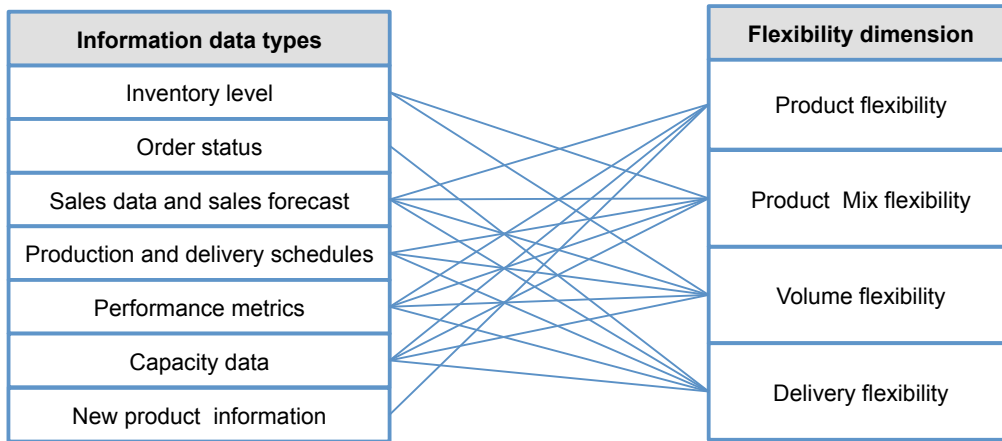 Information data types
Inventory level
Order status
Sales data and sales forecast
Production and delivery schedules
Performance metrics
Capacity data
New product information
Flexibility dimension
Product flexibility
Product Mix flexibility
Volume flexibility
Delivery flexibility